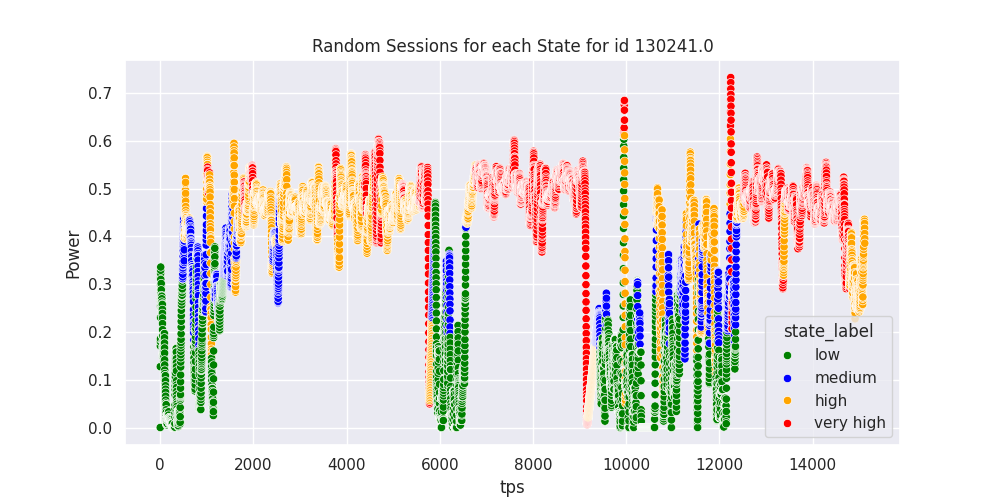 Random Sessions for each State for id 130241.0
Power
0.7
0.6
0.5
0.4
0.3
0.2
0.1
0.0
state_label
low
medium
high
very high
0
2000
4000
6000
8000
10000
12000
14000
tps